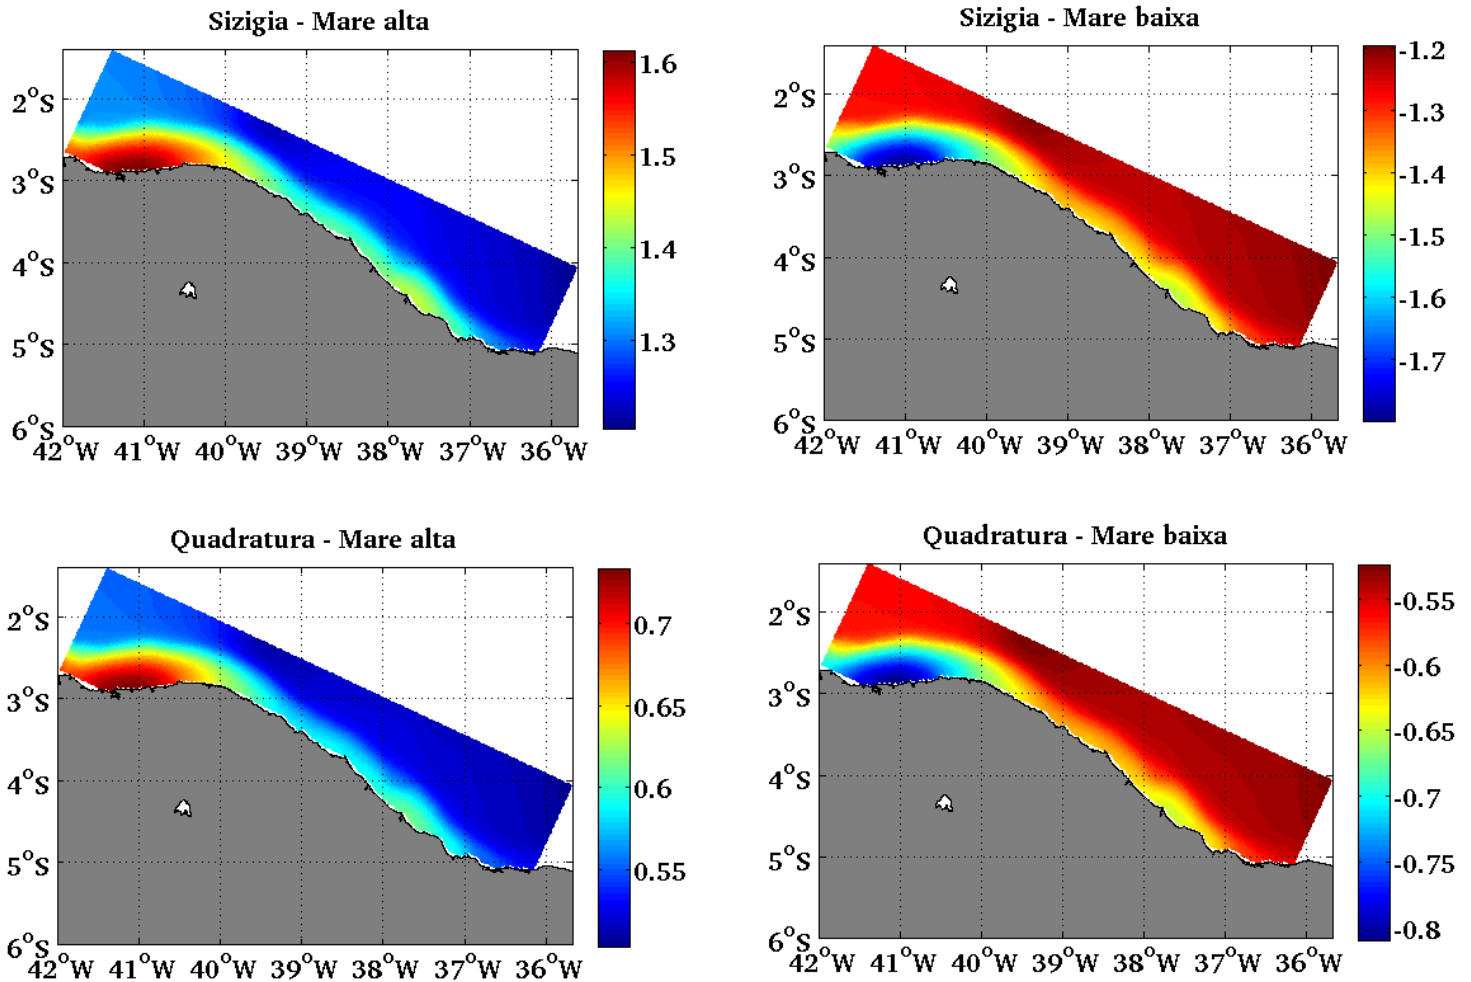 Sizigia - Mare alta
2°S
3°S
4°S
5°S
6°S
42°W 41°W 40°W 39°W 38°W 37°W 36°W
1.6
1.5
1.4
1.3
Sizigia - Mare baixa
2°S
3°S
4°S
5°S
6°S
42°W 41°W 40°W 39°W 38°W 37°W 36°W
-1.2
-1.3
-1.4
-1.5
-1.6
-1.7
Quadratura - Mare alta
2°S
3°S
4°S
5°S
6°S
42°W 41°W 40°W 39°W 38°W 37°W 36°W
0.7
0.65
0.6
0.55
Quadratura - Mare baixa
2°S
3°S
4°S
5°S
6°S
42°W 41°W 40°W 39°W 38°W 37°W 36°W
-0.55
-0.6
-0.65
-0.7
-0.75
-0.8